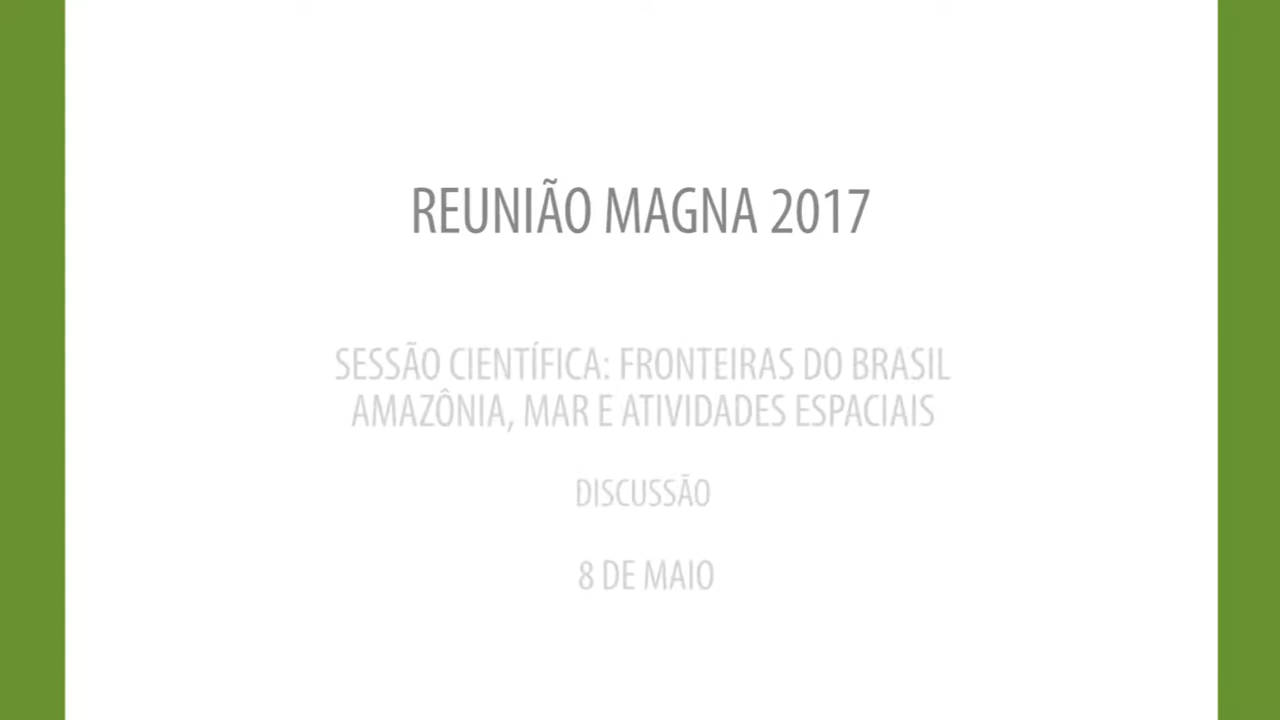 REUNIÃO MAGNA 2017
SESSÃO CIENTÍFICA: FRONTEIRAS DO BRASIL
AMAZÔNIA, MAR E ATIVIDADES ESPACIAIS
DISCUSSÃO
8 DE MAIO